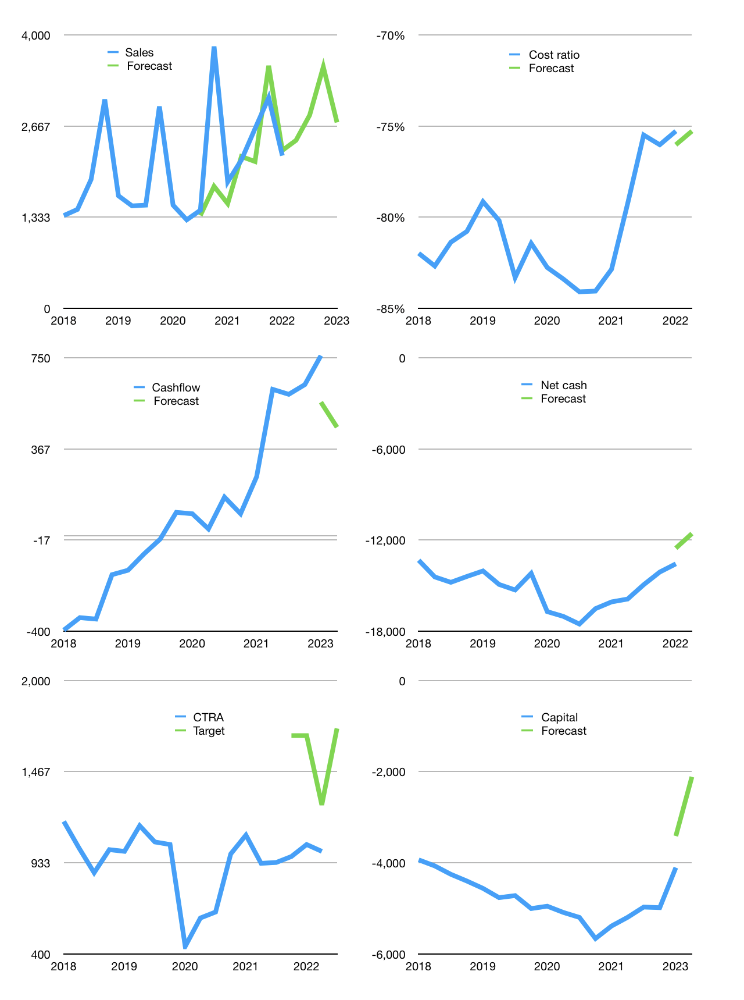 4,000
Sales
Forecast
2,667
1,333
0
2018 2019 2020 2021 2022 2023
-70%
Cost ratio
Forecast
-75%
-80%
-85%
2018 2019 2020 2021 2022
750
Cashflow
Forecast
367
-17
-400
2018 2019 2020 2021 2023
0
Net cash
Forecast
-6,000
-12,000
-18,000
2018 2019 2020 2021 2022
2,000
CTRA
Target
1,467
933
400
2018 2019 2020 2021 2022
0
Capital
Forecast
-2,000
-4,000
-6,000
2018 2019 2020 2021 2023